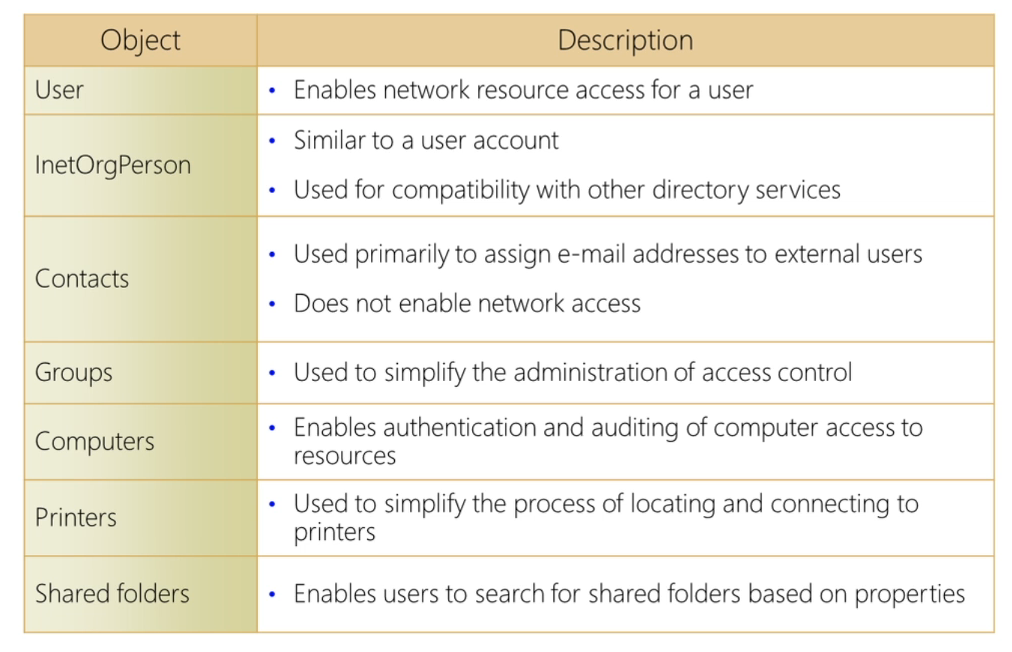 Object
Description
User
• Enables network resource access for a user
InetOrgPerson
• Similar to a user account
• Used for compatibility with other directory services
Contacts
• Used primarily to assign e-mail addresses to external users
• Does not enable network access
Groups
• Used to simplify the administration of access control
Computers
• Enables authentication and auditing of computer access to
resources
Printers
• Used to simplify the process of locating and connecting to
printers
Shared folders
• Enables users to search for shared folders based on properties